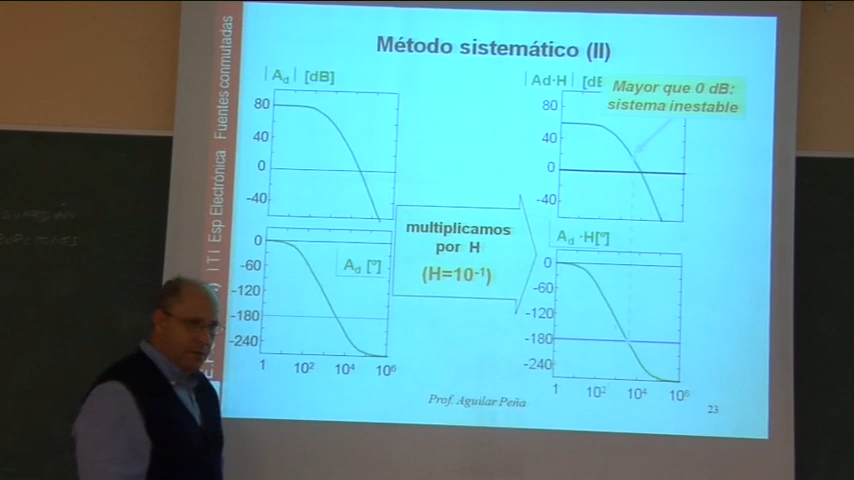 Método sistemático (II)
Fuentes conmutadas
ITI Esp Electrónica
| Ad | [dB]
80
40
0
-40
0
-60
-120
-180
-240
Ad [º]
1 10² 10⁴ 10⁶
multiplicamos
por H
(H=10⁻¹)
| Ad·H | [dB
Mayor que 0 dB:
sistema inestable
80
40
0
-40
Ad ·H[º]
0
-60
-120
-180
-240
1 10² 10⁴ 10⁶
Prof. Aguilar Peña
23